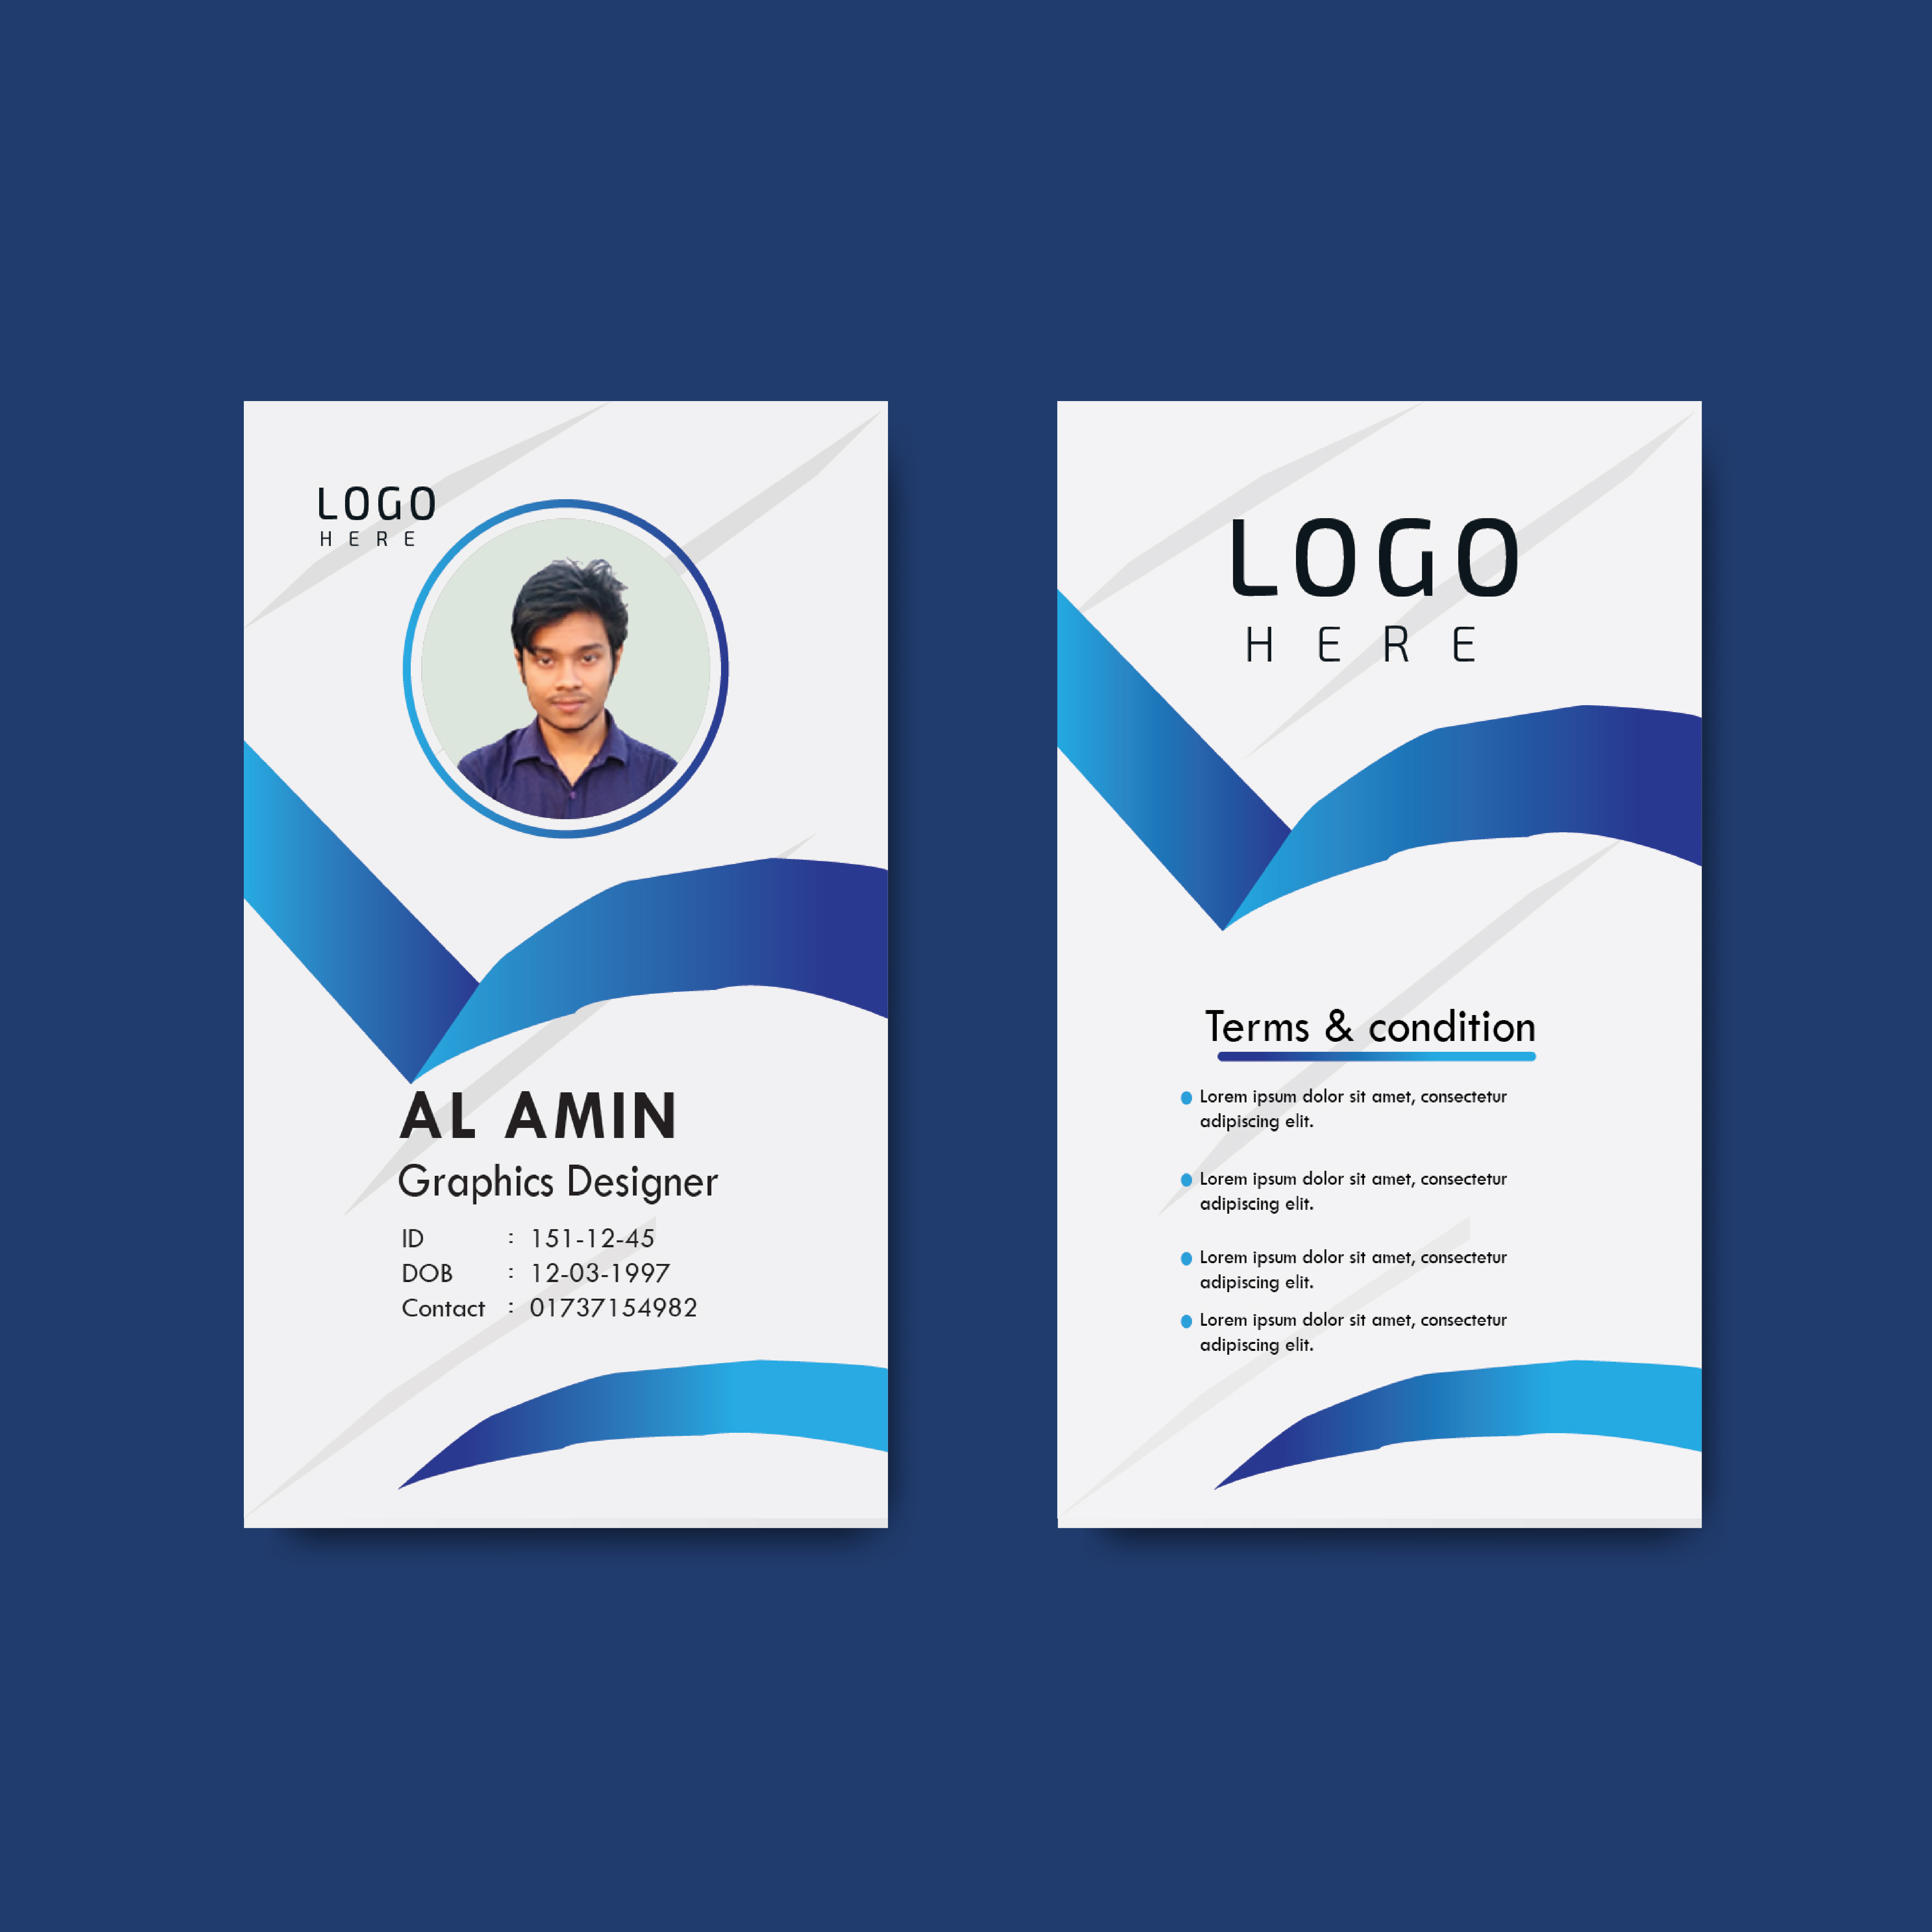 LOGO
HERE
AL AMIN
Graphics Designer
ID : 151-12-45
DOB : 12-03-1997
Contact : 01737154982
LOGO
HERE
Terms & condition
Lorem ipsum dolor sit amet, consectetur
adipiscing elit.
Lorem ipsum dolor sit amet, consectetur
adipiscing elit.
Lorem ipsum dolor sit amet, consectetur
adipiscing elit.
Lorem ipsum dolor sit amet, consectetur
adipiscing elit.